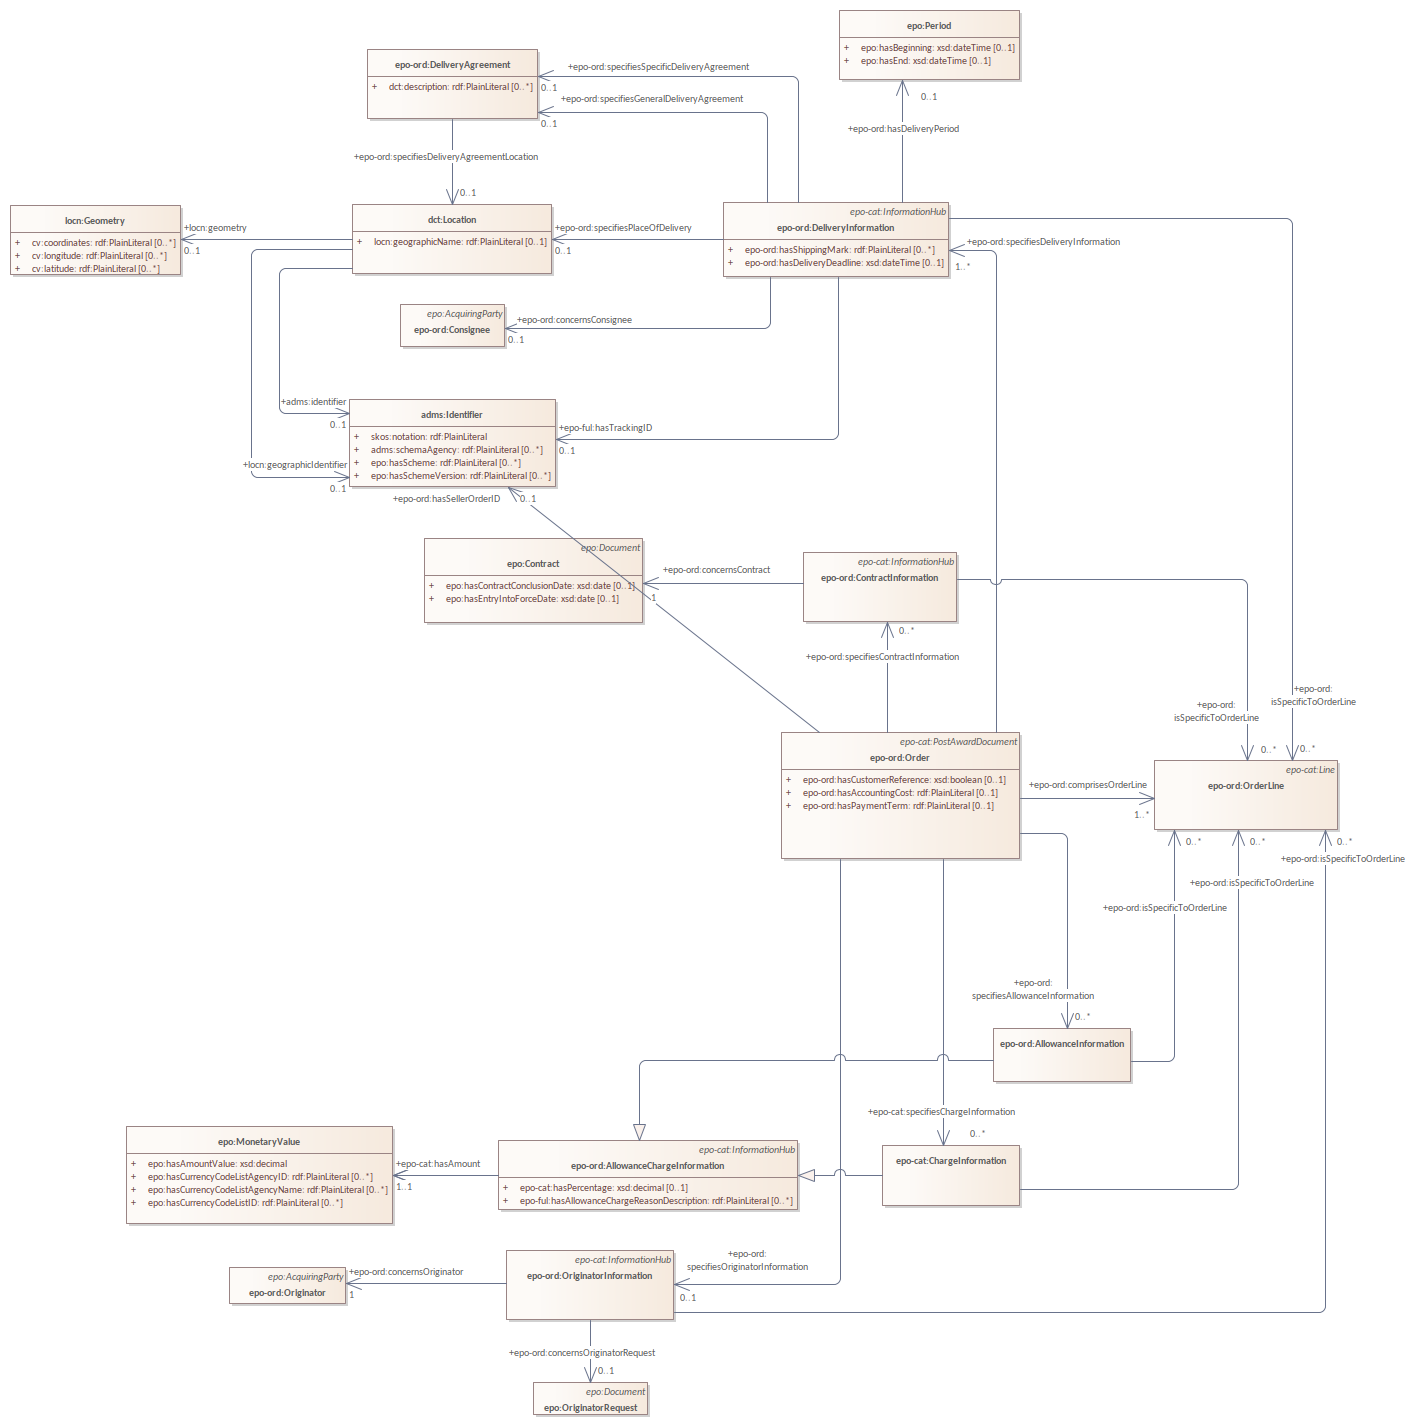 epo:Period
+ epo:hasBeginning: xsd:dateTime [0..1]
+ epo:hasEnd: xsd:dateTime [0..1]
epo-ord:DeliveryAgreement
+ dct:description: rdf:PlainLiteral [0..*]
+epo-ord:specifiesSpecificDeliveryAgreement
0..1
+epo-ord:specifiesGeneralDeliveryAgreement
0..1
0..1
+epo-ord:hasDeliveryPeriod
+epo-ord:specifiesDeliveryAgreementLocation
0..1
locn:Geometry
+ cv:coordinates: rdf:PlainLiteral [0..*]
+ cv:longitude: rdf:PlainLiteral [0..*]
+ cv:latitude: rdf:PlainLiteral [0..*]
+locn:geometry
0..1
dct:Location
+ locn:geographicName: rdf:PlainLiteral [0..1]
+epo-ord:specifiesPlaceOfDelivery
0..1
epo-cat:InformationHub
epo-ord:DeliveryInformation
+ epo-ord:hasShippingMark: rdf:PlainLiteral [0..*]
+ epo-ord:hasDeliveryDeadline: xsd:dateTime [0..1]
+epo-ord:specifiesDeliveryInformation
1..*
epo:AcquiringParty
epo-ord:Consignee
+epo-ord:concernsConsignee
0..1
+adms:identifier
0..1
+locn:geographicIdentifier
0..1
adms:Identifier
+ skos:notation: rdf:PlainLiteral
+ adms:schemaAgency: rdf:PlainLiteral [0..*]
+ epo:hasScheme: rdf:PlainLiteral [0..*]
+ epo:hasSchemeVersion: rdf:PlainLiteral [0..*]
+epo-ful:hasTrackingID
0..1
+epo-ord:hasSellerOrderID
0..1
epo:Document
epo:Contract
+ epo:hasContractConclusionDate: xsd:date [0..1]
+ epo:hasEntryIntoForceDate: xsd:date [0..1]
+epo-ord:concernsContract
1
epo-cat:InformationHub
epo-ord:ContractInformation
0..*
+epo-ord:specifiesContractInformation
+epo-ord:
isSpecificToOrderLine
0..*
+epo-ord:
isSpecificToOrderLine
0..*
epo-cat:PostAwardDocument
epo-ord:Order
+ epo-ord:hasCustomerReference: xsd:boolean [0..1]
+ epo-ord:hasAccountingCost: rdf:PlainLiteral [0..1]
+ epo-ord:hasPaymentTerm: rdf:PlainLiteral [0..1]
+epo-ord:comprisesOrderLine
1..*
epo-cat:Line
epo-ord:OrderLine
0..*
0..*
0..*
+epo-ord:isSpecificToOrderLine
+epo-ord:isSpecificToOrderLine
+epo-ord:isSpecificToOrderLine
+epo-ord:
specifiesAllowanceInformation
0..*
epo-ord:AllowanceInformation
+epo-cat:specifiesChargeInformation
0..*
epo:MonetaryValue
+ epo:hasAmountValue: xsd:decimal
+ epo:hasCurrencyCodeListAgencyID: rdf:PlainLiteral [0..*]
+ epo:hasCurrencyCodeListAgencyName: rdf:PlainLiteral [0..*]
+ epo:hasCurrencyCodeListID: rdf:PlainLiteral [0..*]
+epo-cat:hasAmount
1..1
epo-cat:InformationHub
epo-ord:AllowanceChargeInformation
+ epo-cat:hasPercentage: xsd:decimal [0..1]
+ epo-ful:hasAllowanceChargeReasonDescription: rdf:PlainLiteral [0..*]
epo-cat:ChargeInformation
epo:AcquiringParty
epo-ord:Originator
+epo-ord:concernsOriginator
1
epo-cat:InformationHub
epo-ord:OriginatorInformation
+epo-ord:
specifiesOriginatorInformation
0..1
+epo-ord:concernsOriginatorRequest
0..1
epo:Document
epo:OriginatorRequest